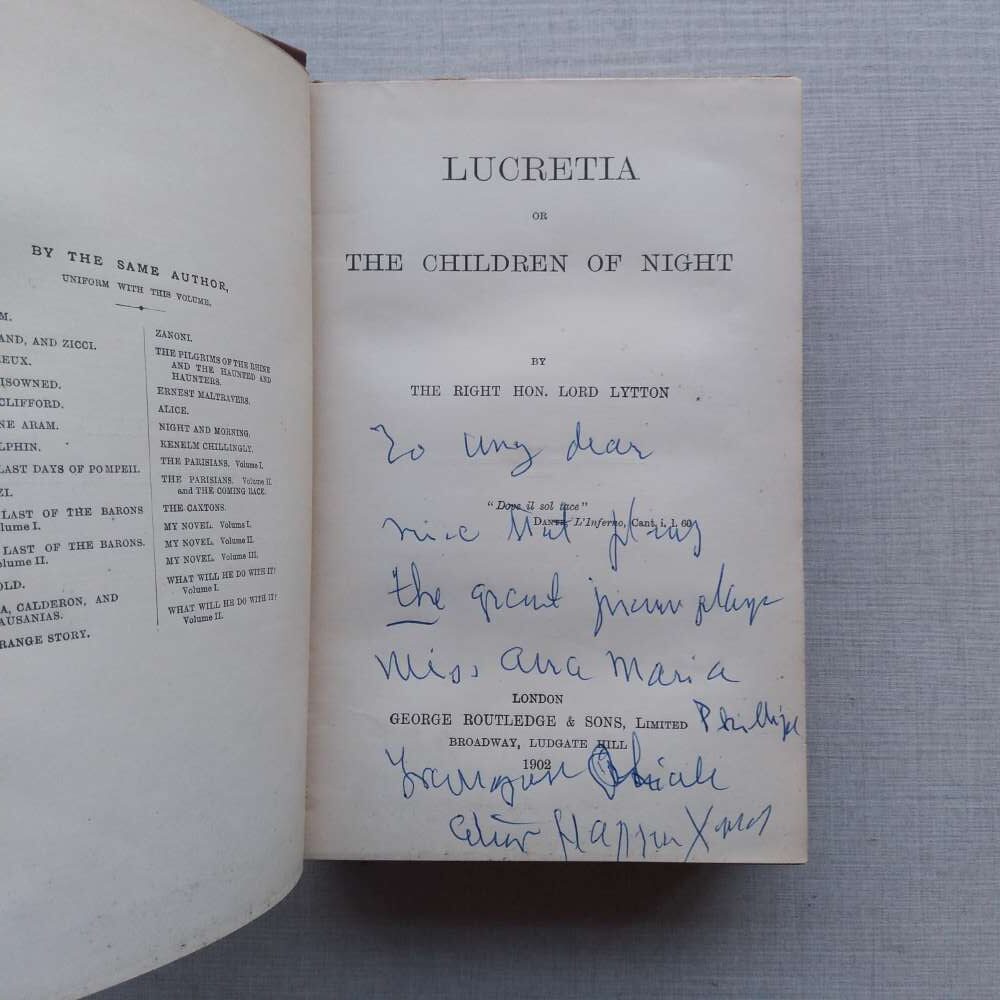 BY THE SAME AUTHOR,
UNIFORM WITH THIS VOLUME.
M.
AND, AND ZICCI.
EUX.
ISOWNED.
CLIFFORD.
NE ARAM.
LPHIN.
LAST DAYS OF POMPEII.
ZI.
LAST OF THE BARONS
olume I.
LAST OF THE BARONS.
olume II.
OLD.
A, CALDERON, AND
AUSANIAS.
RANGE STORY.
ZANONI.
THE PILGRIMS OF THE RHINE
AND THE HAUNTED AND
HAUNTERS.
ERNEST MALTRAVERS.
ALICE.
NIGHT AND MORNING.
KENELM CHILLINGLY.
THE PARISIANS. Volume I.
THE PARISIANS. Volume II.
and THE COMING RACE.
THE CAXTONS.
MY NOVEL. Volume I.
MY NOVEL. Volume II.
MY NOVEL. Volume III.
WHAT WILL HE DO WITH IT?
Volume I.
WHAT WILL HE DO WITH IT?
Volume II.
LUCRETIA
OR
THE CHILDREN OF NIGHT
BY
THE RIGHT HON. LORD LYTTON
To my dear
"Dove il sol tace"
DANTE, L'Inferno, Cant. i. l. 60
the
Miss Ana Maria
LONDON
GEORGE ROUTLEDGE & SONS, LIMITED
Phillips
BROADWAY, LUDGATE HILL
1902
Happy Xmas